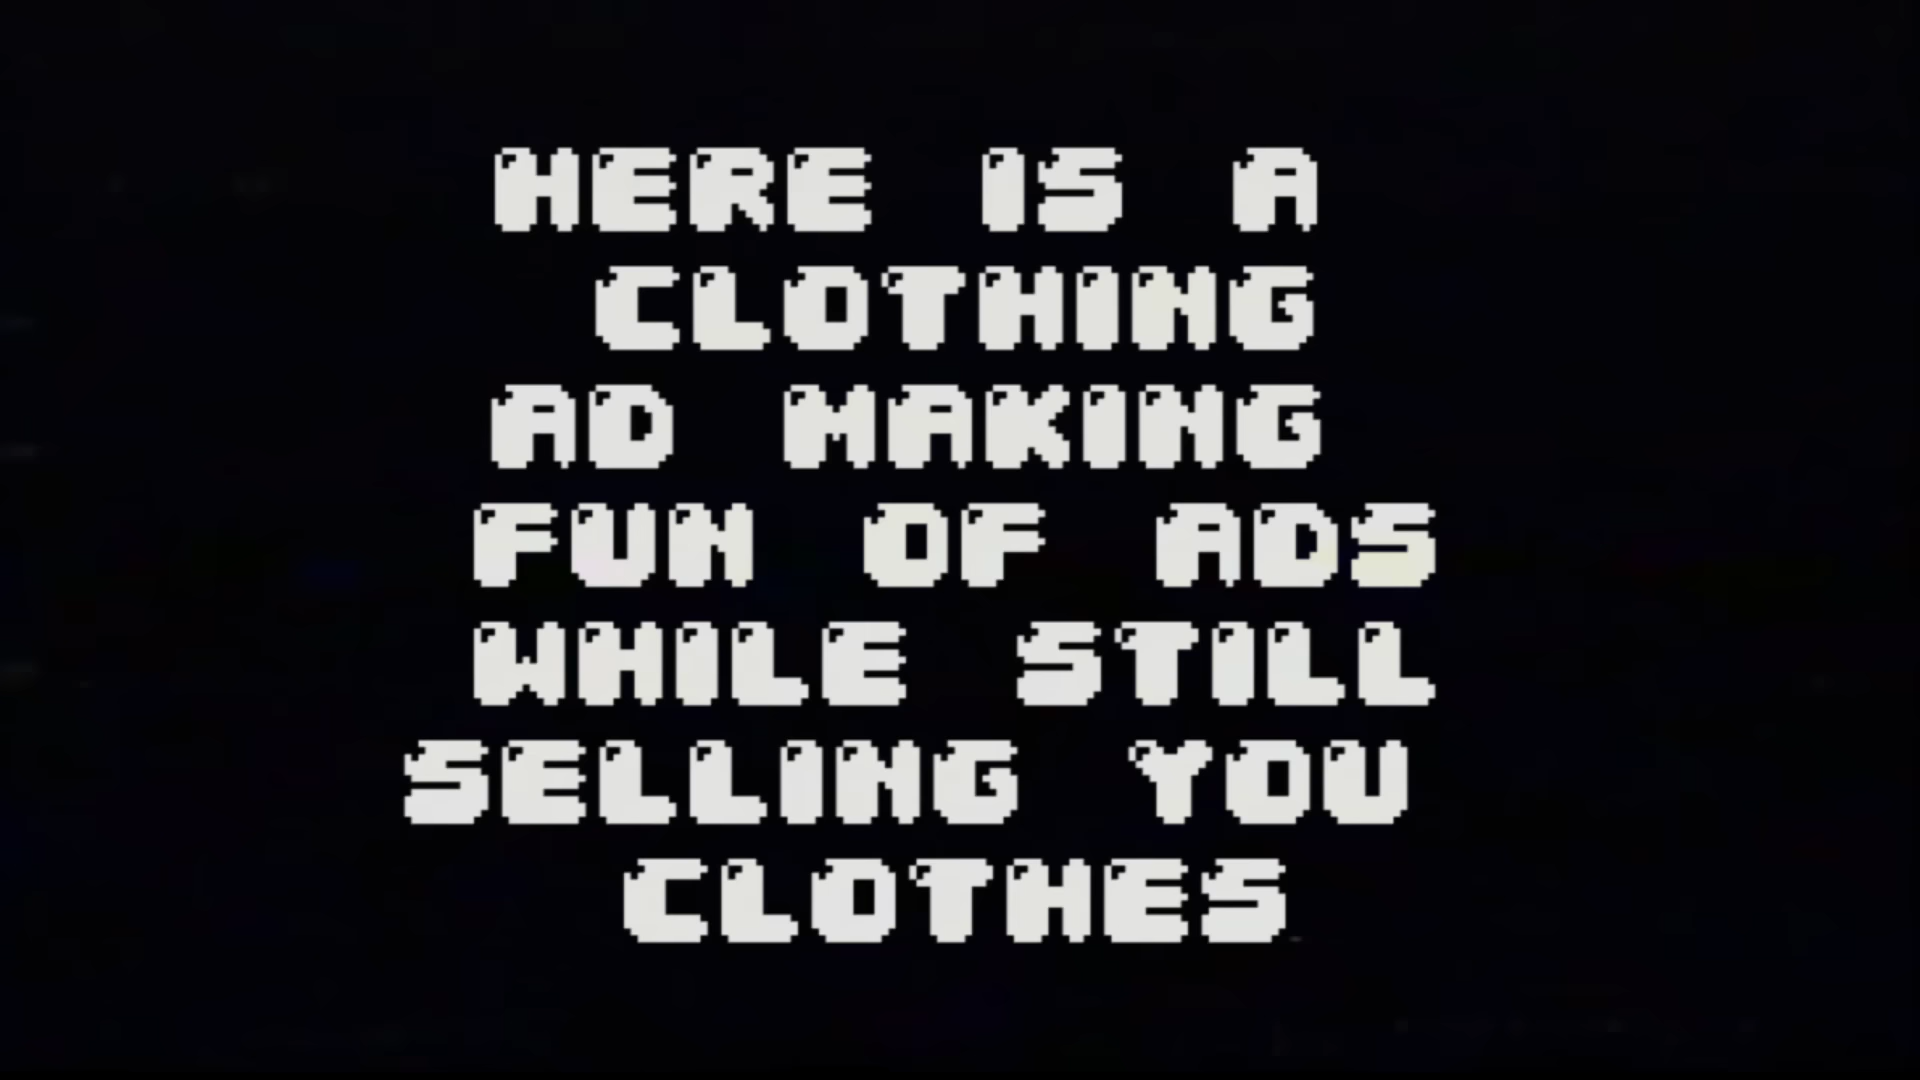 HERE IS A
CLOTHING
AD MAKING
FUN OF ADS
WHILE STILL
SELLING YOU
CLOTHES